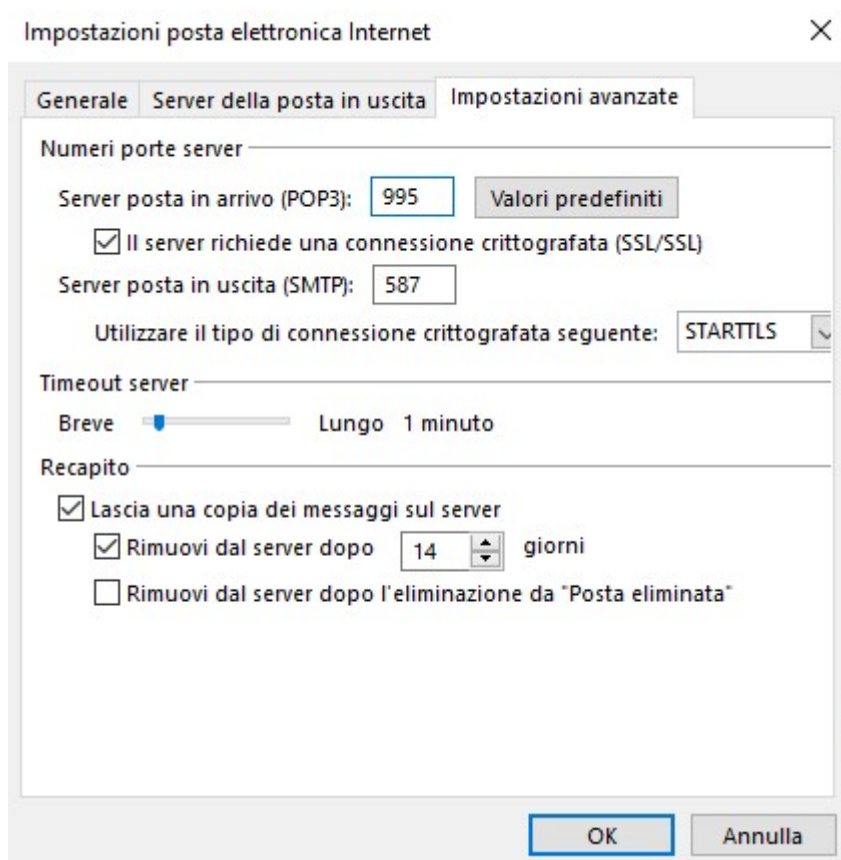 Impostazioni posta elettronica Internet
Generale Server della posta in uscita Impostazioni avanzate
Numeri porte server
Server posta in arrivo (POP3): 995 Valori predefiniti
Il server richiede una connessione crittografata (SSL/SSL)
Server posta in uscita (SMTP): 587
Utilizzare il tipo di connessione crittografata seguente: STARTTLS
Timeout server
Breve Lungo 1 minuto
Recapito
Lascia una copia dei messaggi sul server
Rimuovi dal server dopo 14 giorni
Rimuovi dal server dopo l'eliminazione da "Posta eliminata"
OK Annulla